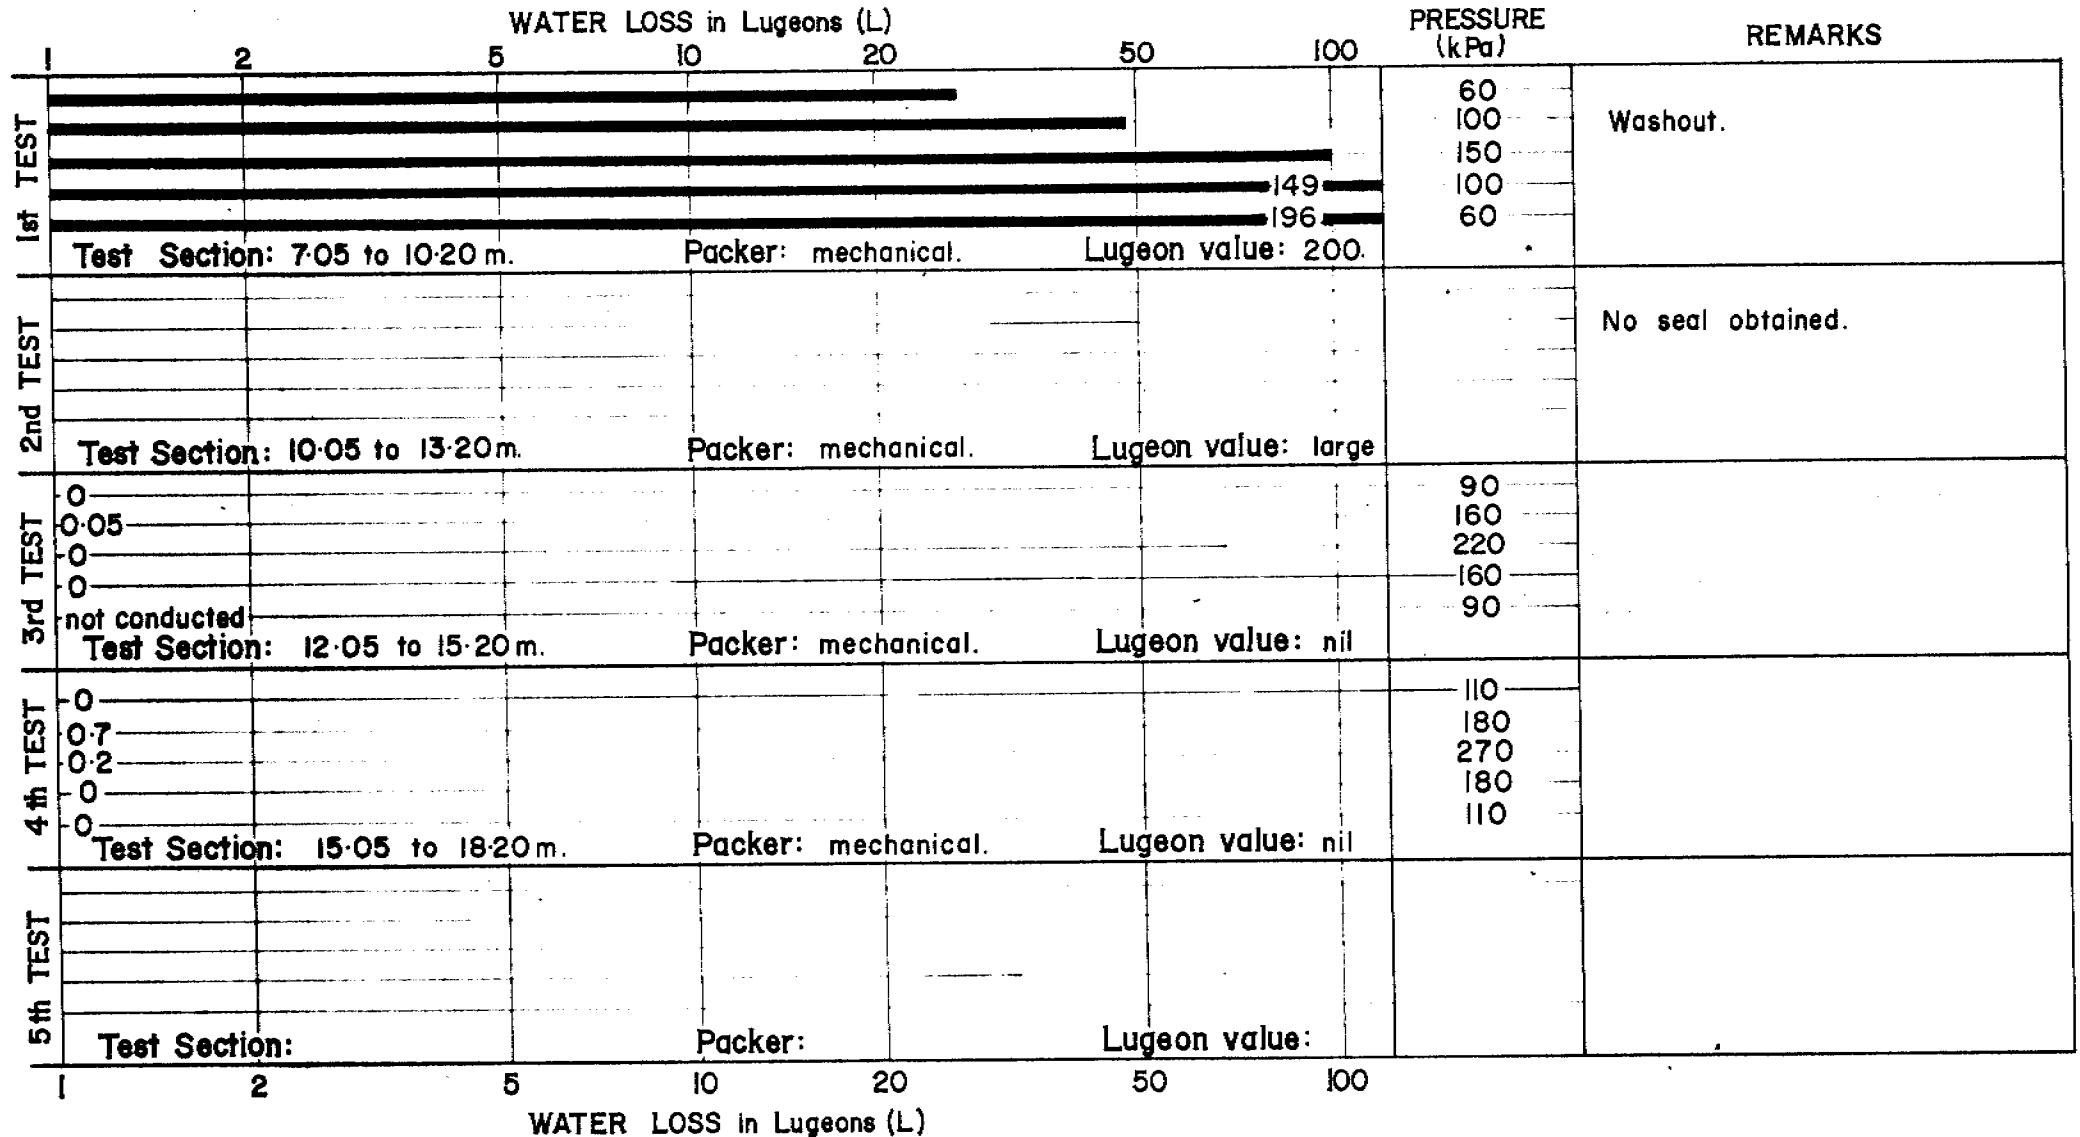 WATER LOSS in Lugeons (L) PRESSURE (kPa) REMARKS
1 2 5 10 20 50 100
1st TEST
60
100 Washout.
150
149 100
196 60
Test Section: 7·05 to 10·20 m. Packer: mechanical. Lugeon value: 200.
2nd TEST
No seal obtained.
Test Section: 10·05 to 13·20 m. Packer: mechanical. Lugeon value: large
3rd TEST
0 90
0·05 160
0 220
0 160
not conducted 90
Test Section: 12·05 to 15·20 m. Packer: mechanical. Lugeon value: nil
4th TEST
0 110
0·7 180
0·2 270
0 180
0 110
Test Section: 15·05 to 18·20 m. Packer: mechanical. Lugeon value: nil
5th TEST
Test Section: Packer: Lugeon value:
1 2 5 10 20 50 100
WATER LOSS in Lugeons (L)